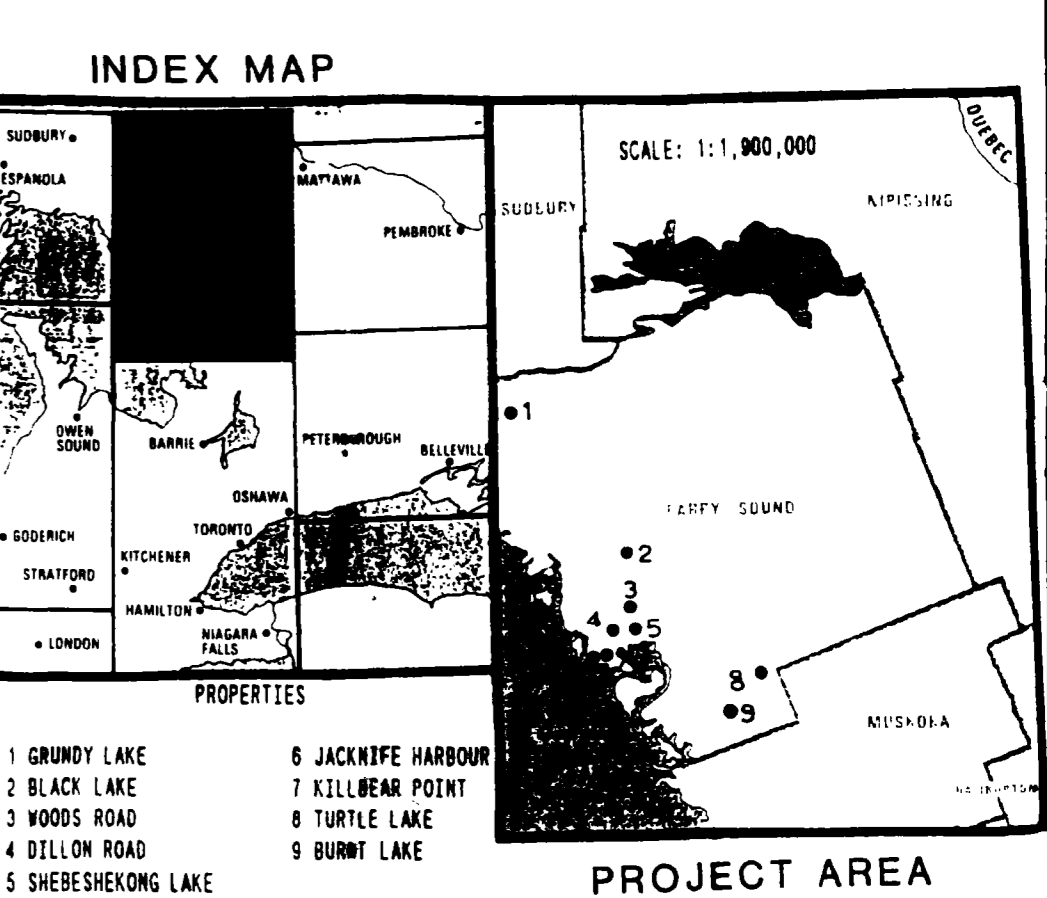 INDEX MAP
SUDBURY
ESPANOLA
MATTAWA
PEMBROKE
OWEN
SOUND
BARRIE
PETERBOROUGH
BELLEVILLE
OSHAWA
TORONTO
GODERICH
KITCHENER
STRATFORD
HAMILTON
NIAGARA
FALLS
LONDON
SCALE: 1:1,900,000
QUEBEC
SUDBURY
NIPISSING
1
PARRY SOUND
2
3
4
5
8
9
MUSKOKA
HALIBURTON
PROPERTIES
1 GRUNDY LAKE
2 BLACK LAKE
3 WOODS ROAD
4 DILLON ROAD
5 SHEBESHEKONG LAKE
6 JACKNIFE HARBOUR
7 KILLBEAR POINT
8 TURTLE LAKE
9 BURNT LAKE
PROJECT AREA